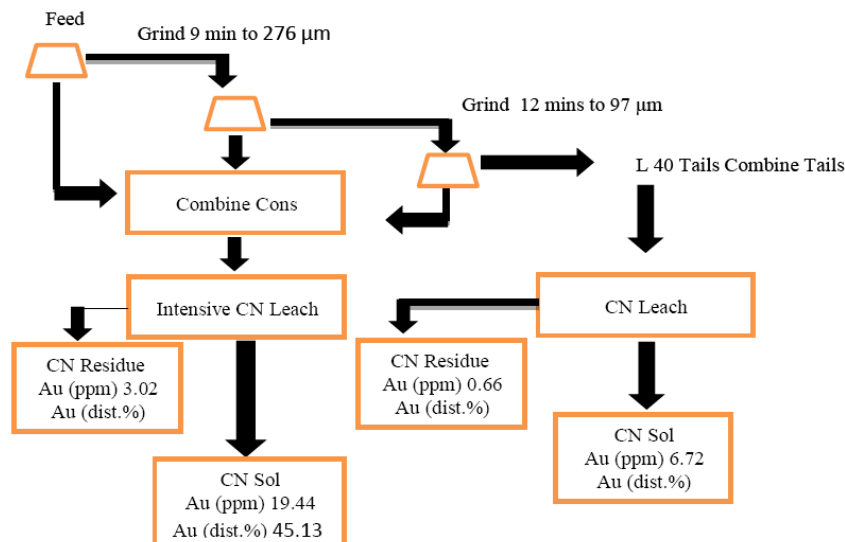 Feed
Grind 9 min to 276 µm
Grind 12 mins to 97 µm
L 40 Tails Combine Tails
Combine Cons
Intensive CN Leach
CN Leach
CN Residue
Au (ppm) 3.02
Au (dist.%)
CN Residue
Au (ppm) 0.66
Au (dist.%)
CN Sol
Au (ppm) 19.44
Au (dist.%) 45.13
CN Sol
Au (ppm) 6.72
Au (dist.%)